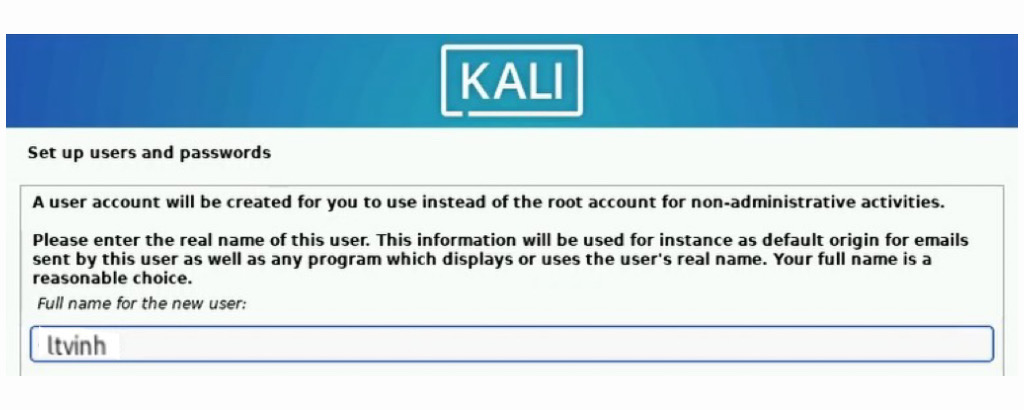 KALI
Set up users and passwords
A user account will be created for you to use instead of the root account for non-administrative activities.
Please enter the real name of this user. This information will be used for instance as default origin for emails
sent by this user as well as any program which displays or uses the user's real name. Your full name is a
reasonable choice.
Full name for the new user:
ltvinh